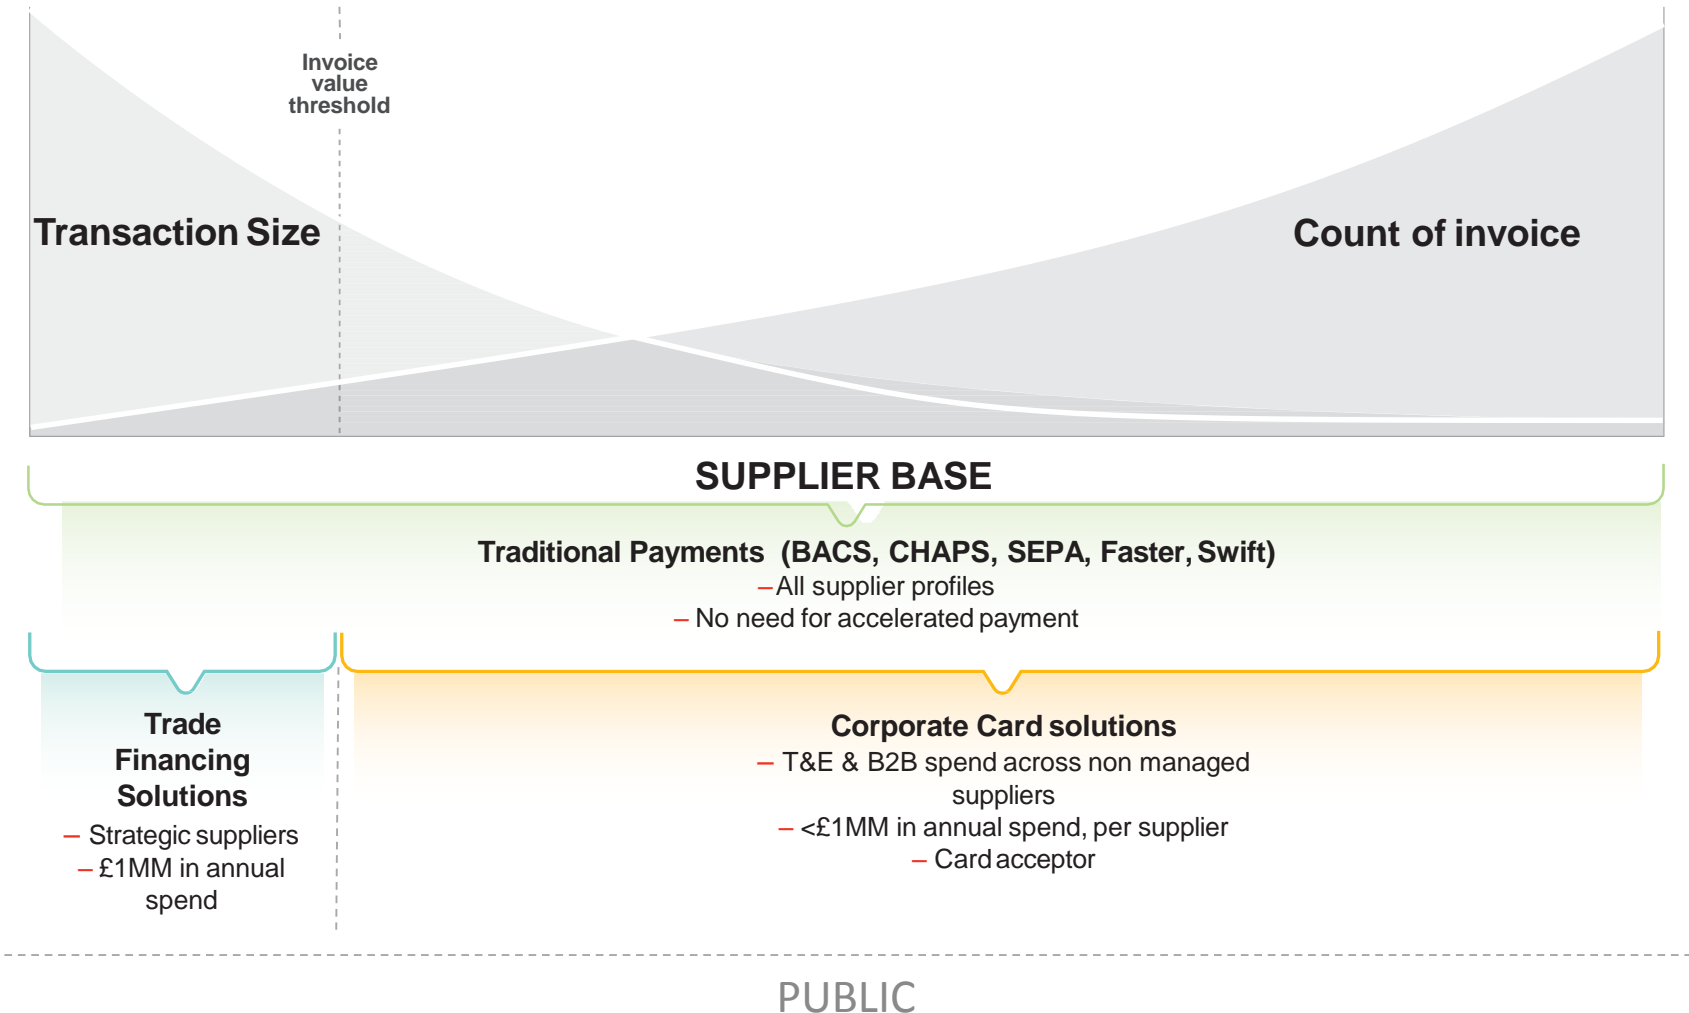 Invoice
value
threshold
Transaction Size
Count of invoice
SUPPLIER BASE
Traditional Payments (BACS, CHAPS, SEPA, Faster, Swift)
– All supplier profiles
– No need for accelerated payment
Trade
Financing
Solutions
– Strategic suppliers
– £1MM in annual
spend
Corporate Card solutions
– T&E & B2B spend across non managed
suppliers
– <£1MM in annual spend, per supplier
– Card acceptor
PUBLIC